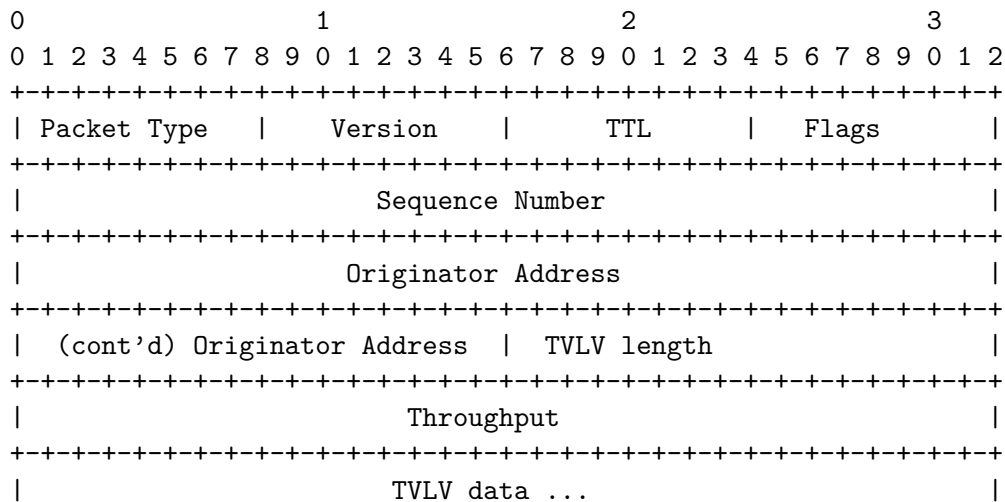 0                   1                   2                   3
0 1 2 3 4 5 6 7 8 9 0 1 2 3 4 5 6 7 8 9 0 1 2 3 4 5 6 7 8 9 0 1 2
+-+-+-+-+-+-+-+-+-+-+-+-+-+-+-+-+-+-+-+-+-+-+-+-+-+-+-+-+-+-+-+-+
| Packet Type   |    Version    |      TTL      |   Flags       |
+-+-+-+-+-+-+-+-+-+-+-+-+-+-+-+-+-+-+-+-+-+-+-+-+-+-+-+-+-+-+-+-+
|                       Sequence Number                         |
+-+-+-+-+-+-+-+-+-+-+-+-+-+-+-+-+-+-+-+-+-+-+-+-+-+-+-+-+-+-+-+-+
|                     Originator Address                        |
+-+-+-+-+-+-+-+-+-+-+-+-+-+-+-+-+-+-+-+-+-+-+-+-+-+-+-+-+-+-+-+-+
|  (cont’d) Originator Address  |  TVLV length                  |
+-+-+-+-+-+-+-+-+-+-+-+-+-+-+-+-+-+-+-+-+-+-+-+-+-+-+-+-+-+-+-+-+
|                         Throughput                            |
+-+-+-+-+-+-+-+-+-+-+-+-+-+-+-+-+-+-+-+-+-+-+-+-+-+-+-+-+-+-+-+-+
|                        TVLV data ...                          |